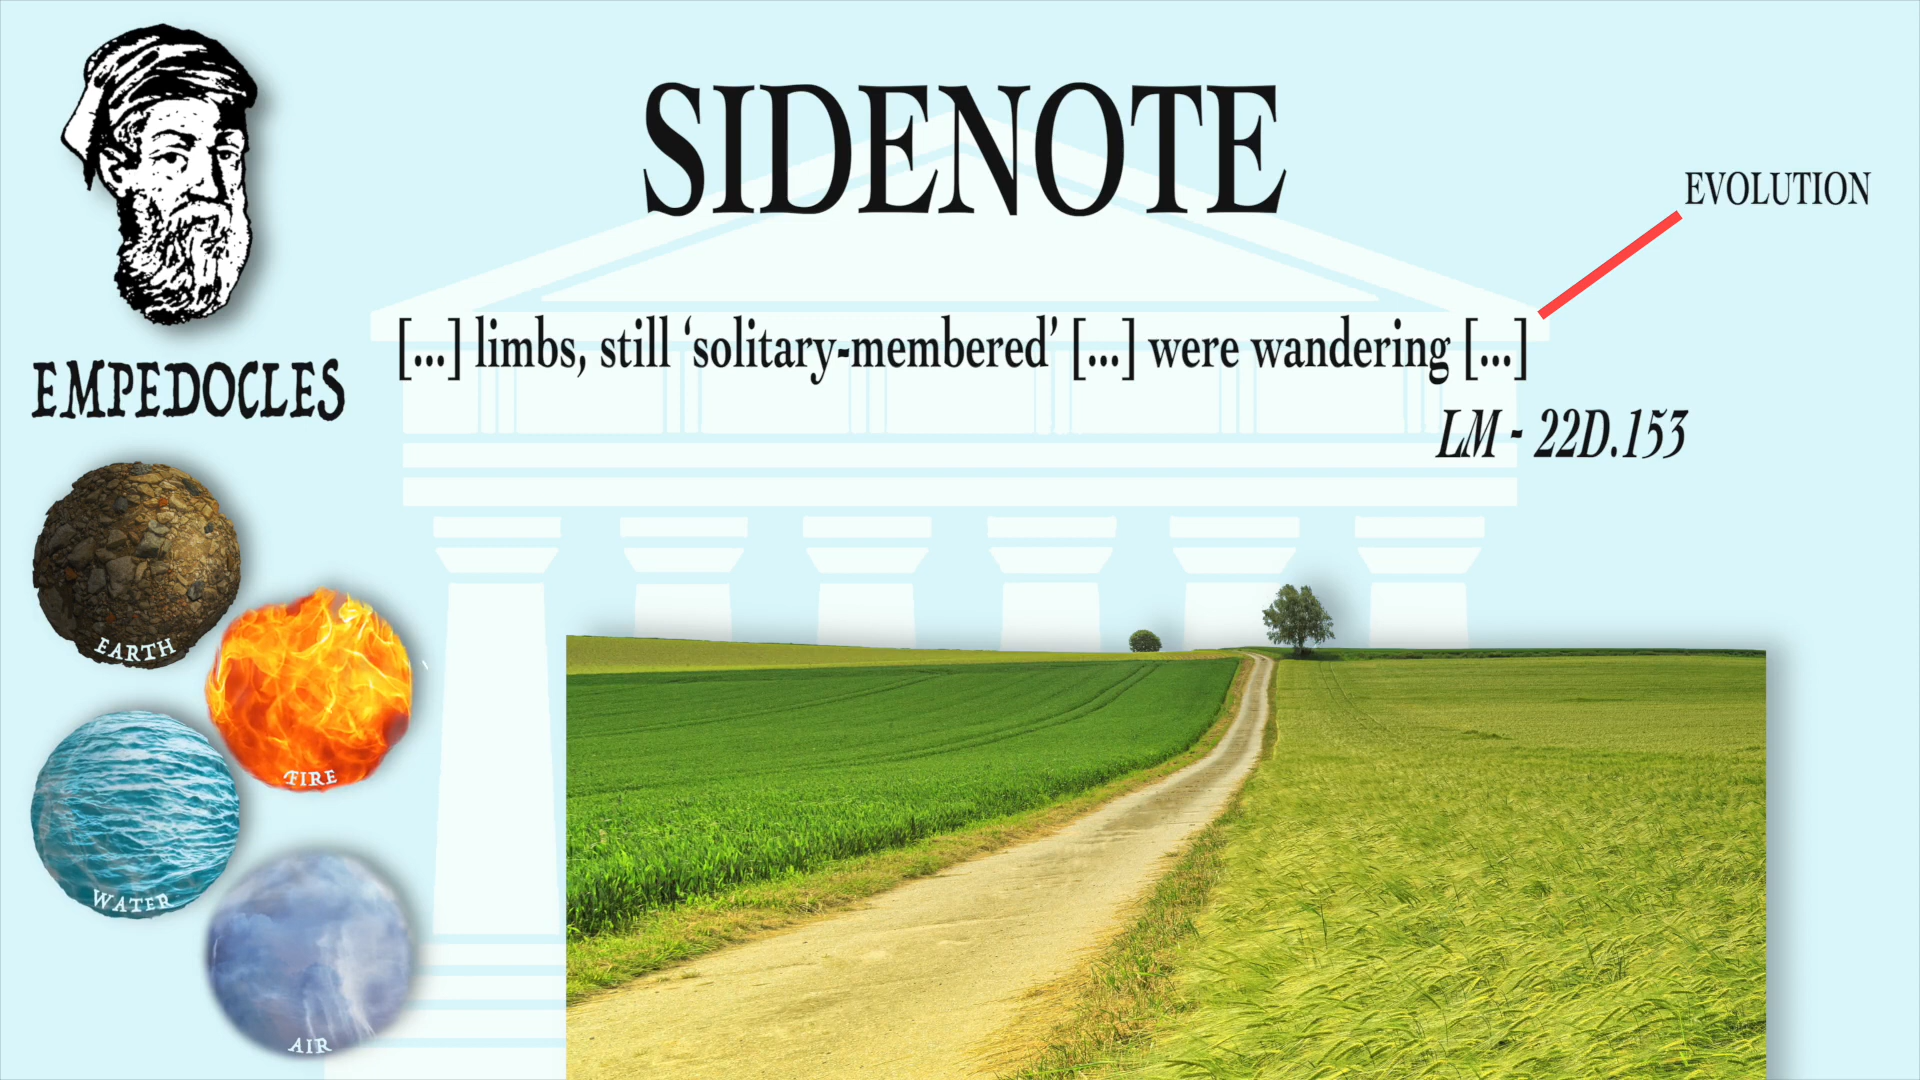 SIDENOTE
EVOLUTION
[...] limbs, still ‘solitary-membered’ [...] were wandering [...]
LM - 22D.153
EMPEDOCLES
EARTH
FIRE
WATER
AIR